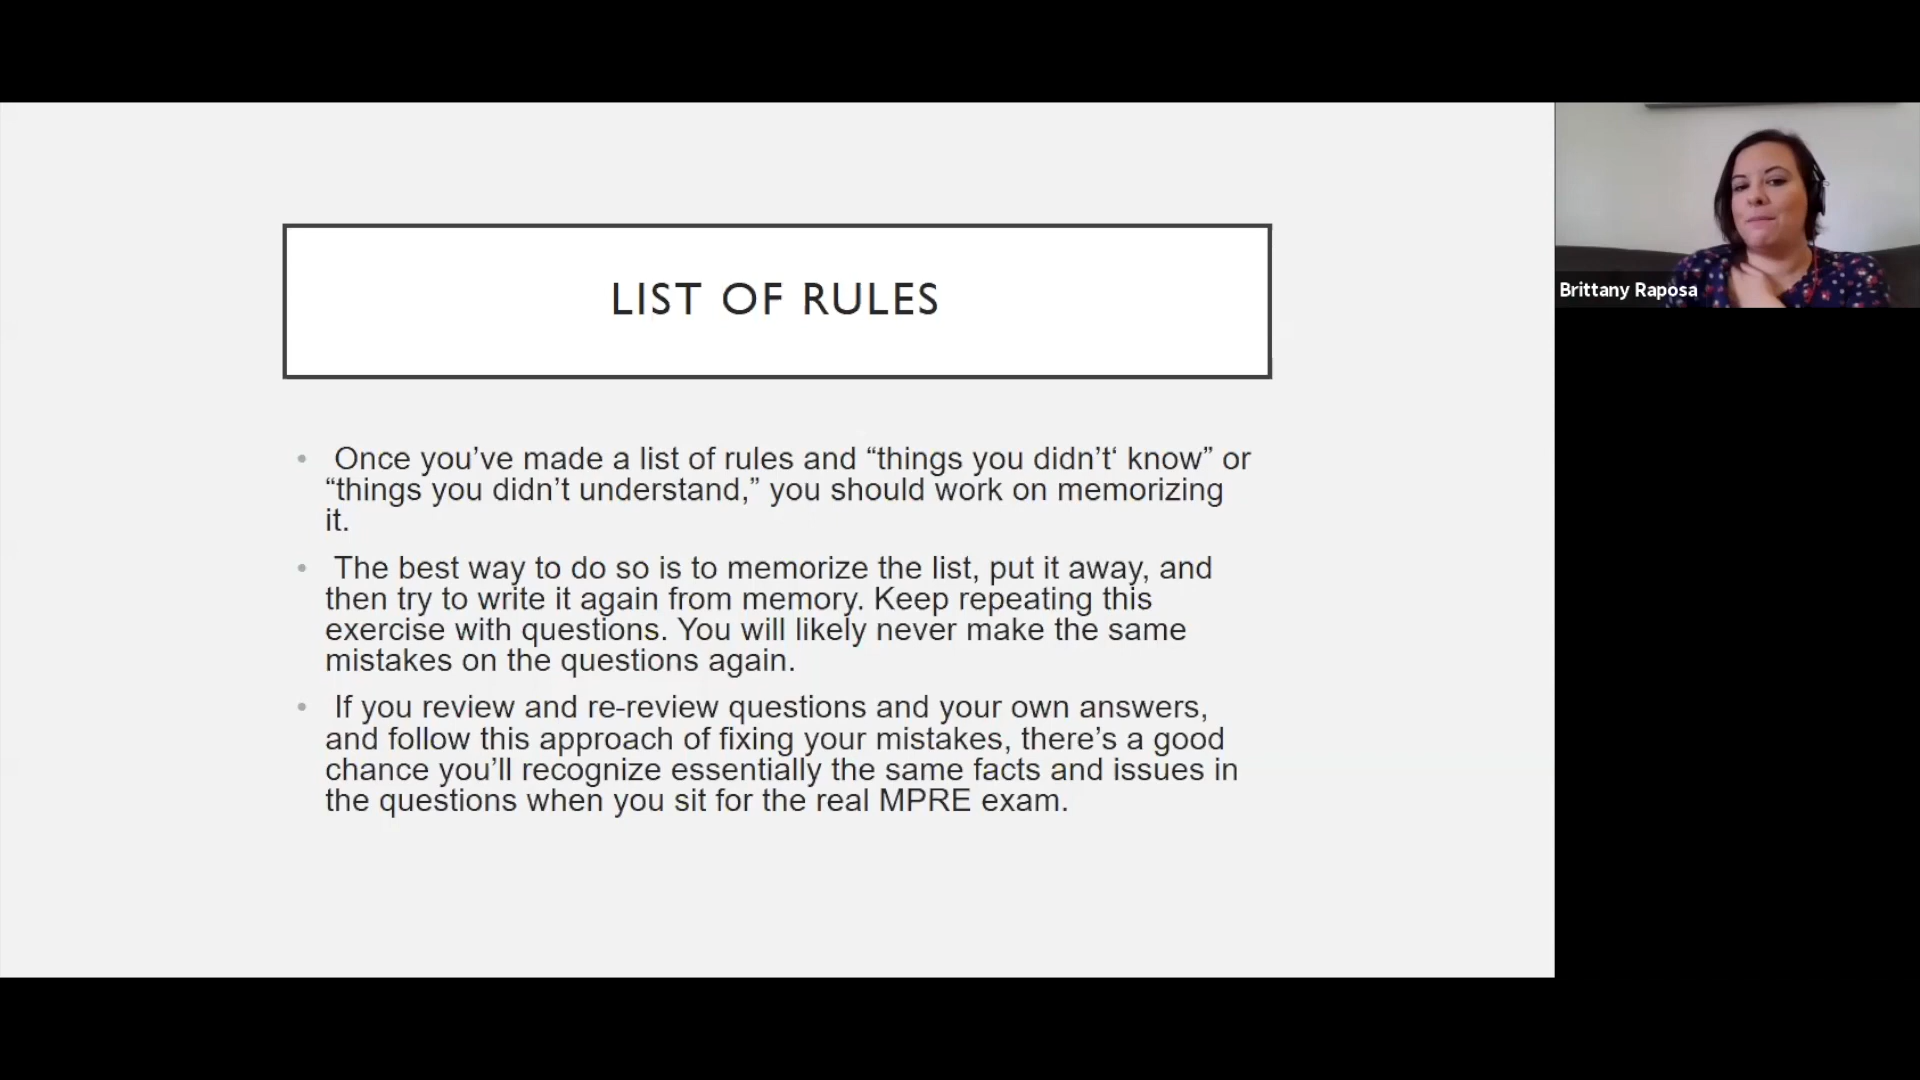 LIST OF RULES
• Once you’ve made a list of rules and “things you didn’t‘ know” or
“things you didn’t understand,” you should work on memorizing
it.
• The best way to do so is to memorize the list, put it away, and
then try to write it again from memory. Keep repeating this
exercise with questions. You will likely never make the same
mistakes on the questions again.
• If you review and re-review questions and your own answers,
and follow this approach of fixing your mistakes, there’s a good
chance you’ll recognize essentially the same facts and issues in
the questions when you sit for the real MPRE exam.
Brittany Raposa